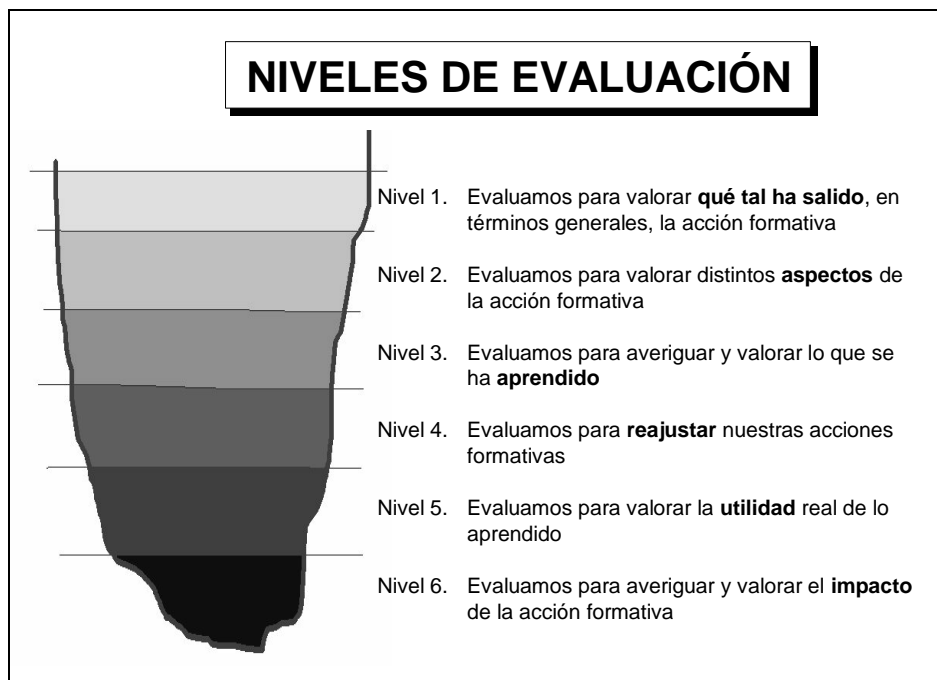 NIVELES DE EVALUACIÓN
Nivel 1. Evaluamos para valorar qué tal ha salido, en
términos generales, la acción formativa
Nivel 2. Evaluamos para valorar distintos aspectos de
la acción formativa
Nivel 3. Evaluamos para averiguar y valorar lo que se
ha aprendido
Nivel 4. Evaluamos para reajustar nuestras acciones
formativas
Nivel 5. Evaluamos para valorar la utilidad real de lo
aprendido
Nivel 6. Evaluamos para averiguar y valorar el impacto
de la acción formativa